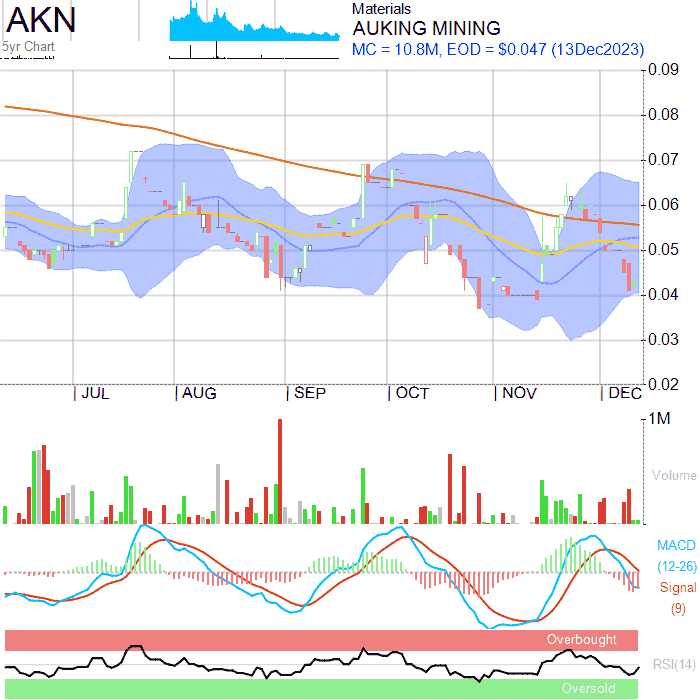 AKN
5yr Chart
Materials
AUKING MINING
MC = 10.8M, EOD = $0.047 (13Dec2023)
0.09
0.08
0.07
0.06
0.05
0.04
0.03
0.02
JUL AUG SEP OCT NOV DEC
1M
Volume
MACD
(12-26)
Signal
(9)
Overbought
RSI(14)
Oversold